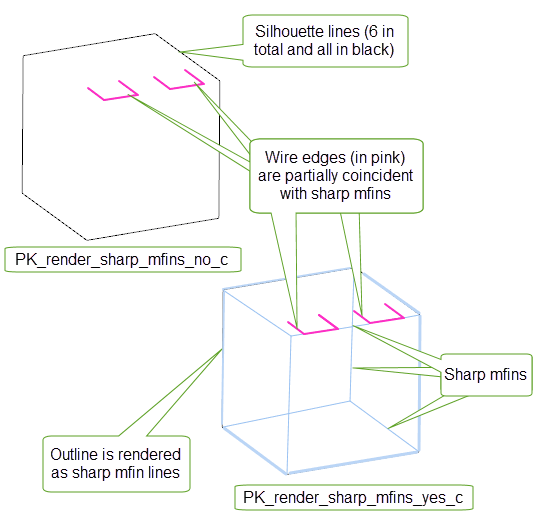 Silhouette lines (6 in
total and all in black)
Wire edges (in pink)
are partially coincident
with sharp mfins
PK_render_sharp_mfins_no_c
Sharp mfins
Outline is rendered
as sharp mfin lines
PK_render_sharp_mfins_yes_c